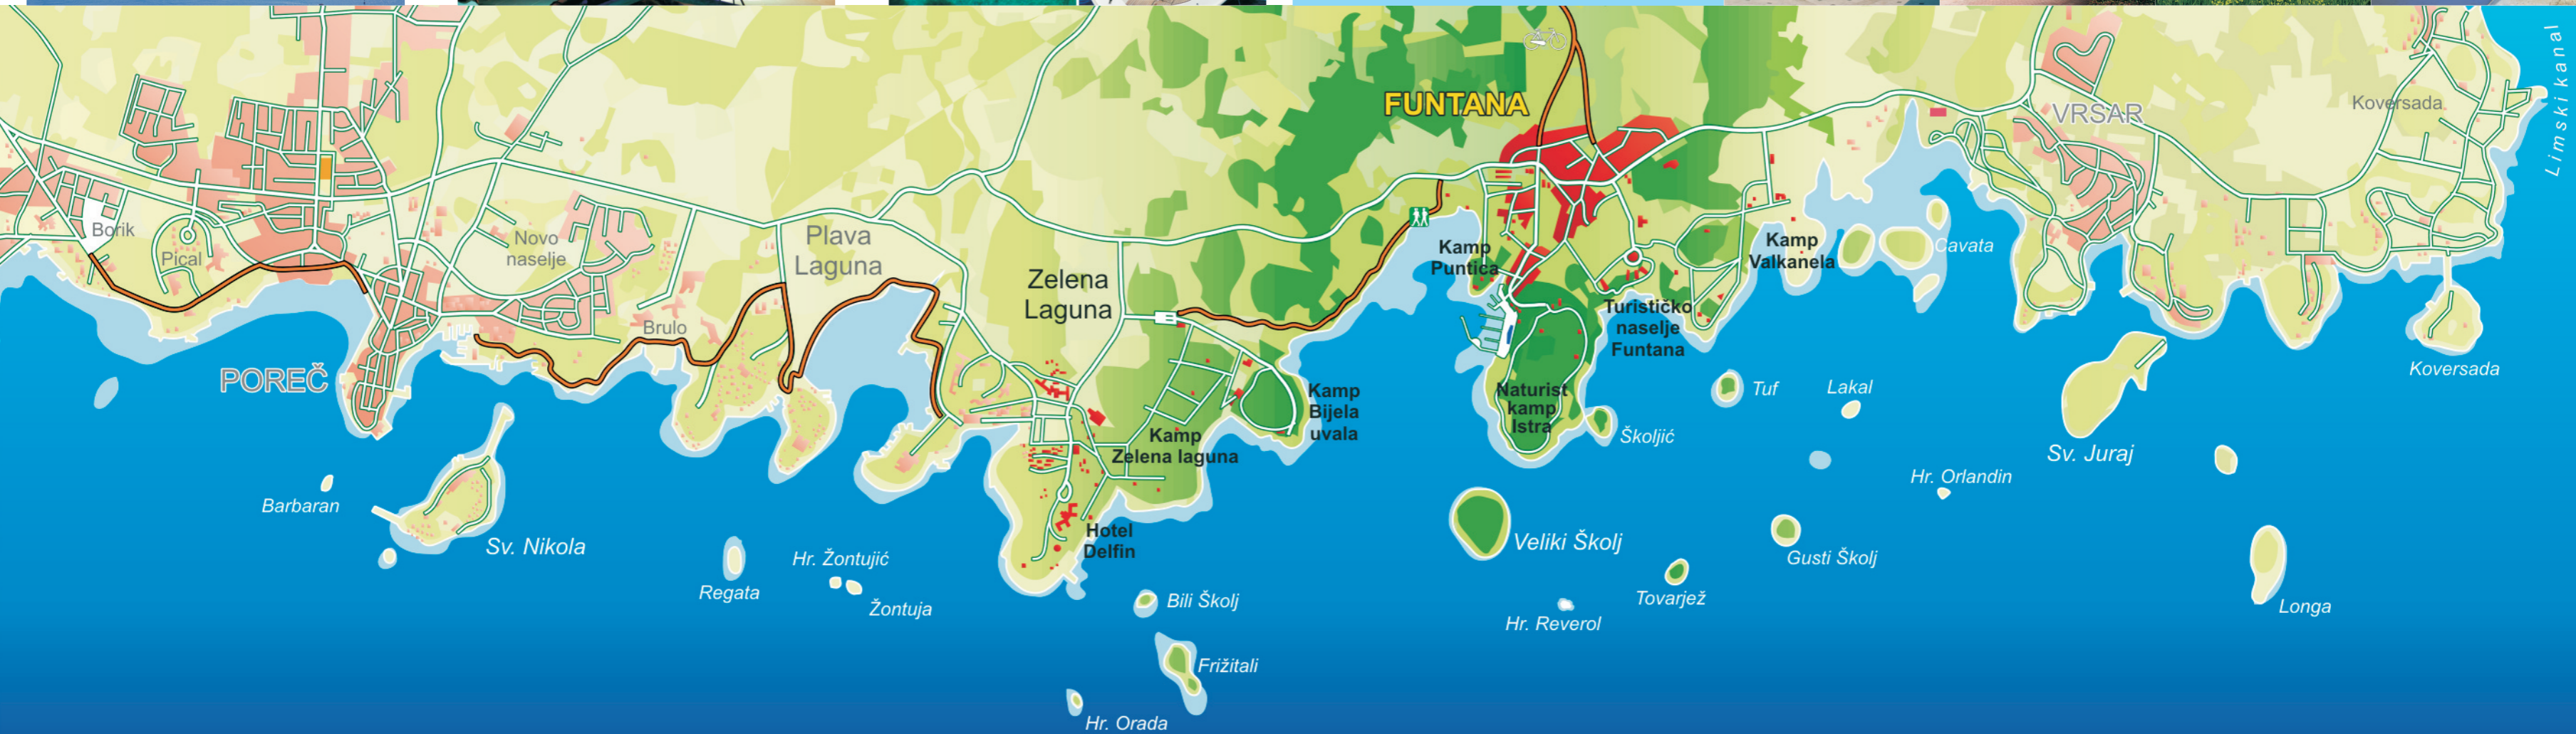 FUNTANA
VRSAR
Koversada
Limski kanal
Borik
Pical
Novo
naselje
Plava
Laguna
Zelena
Laguna
Brulo
POREČ
Kamp
Puntica
Kamp
Valkanela
Cavata
Turističko
naselje
Funtana
Naturist
kamp
Istra
Kamp
Bijela
uvala
Kamp
Zelena laguna
Hotel
Delfin
Školjić
Tuf
Lakal
Koversada
Sv. Juraj
Hr. Orlandin
Barbaran
Sv. Nikola
Regata
Hr. Žontujić
Žontuja
Bili Školj
Frižitali
Hr. Orada
Veliki Školj
Hr. Reverol
Tovarjež
Gusti Školj
Longa